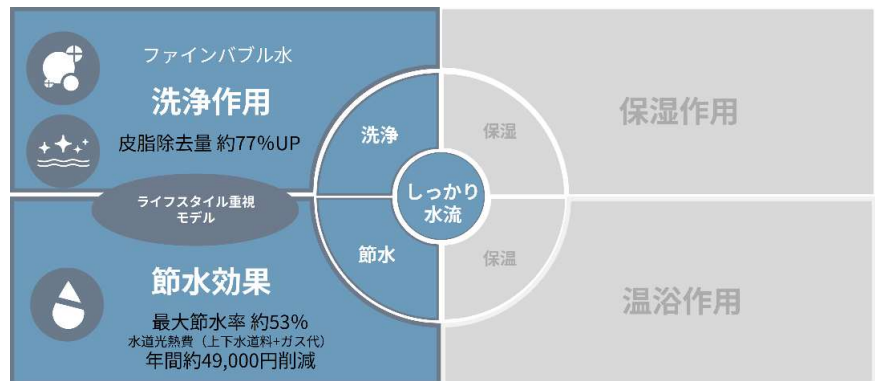 ファインバブル水
洗浄作用
皮脂除去量 約77%UP
ライフスタイル重視
モデル
節水効果
最大節水率 約53%
水道光熱費（上下水道料+ガス代）
年間約49,000円削減
洗浄
保湿
しっかり
水流
節水
保温
保湿作用
温浴作用